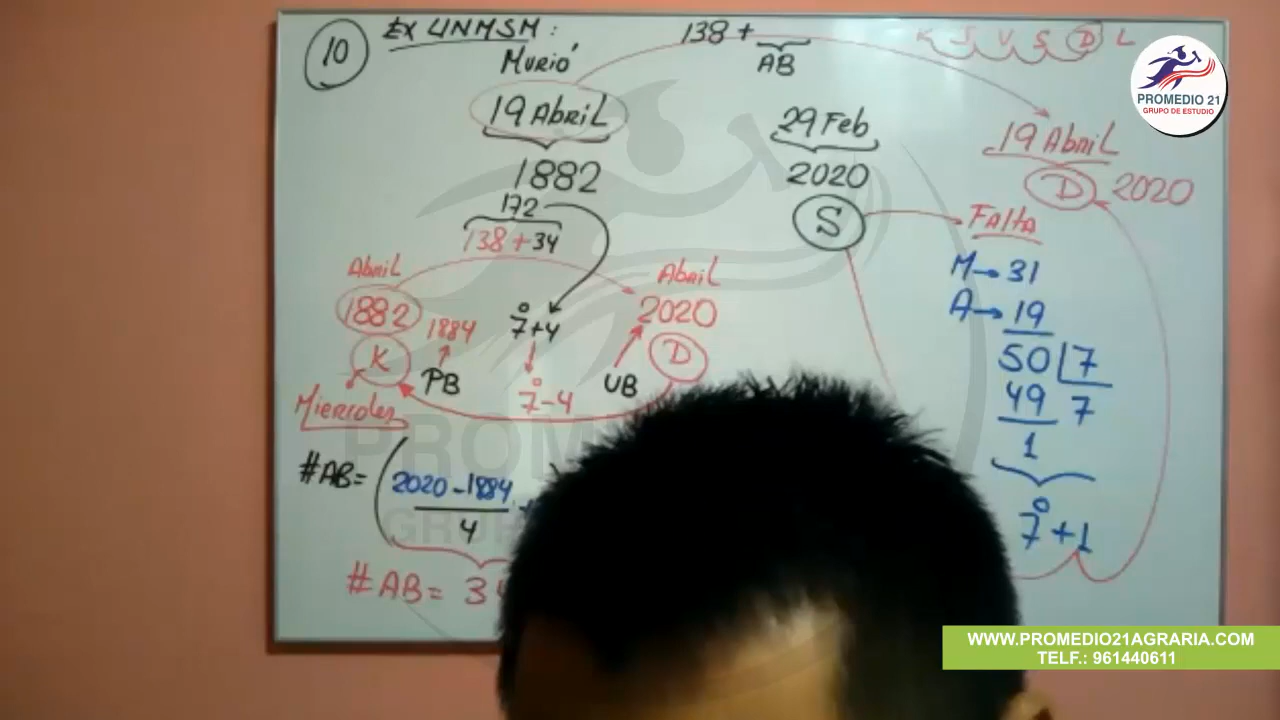 10
EX UNMSM:
MURIÓ
19 ABRIL
1882
172
138+34
138 +
AB
K J V S D L
29 Feb
2020
S
19 ABRIL
D 2020
FALTA
M→31
A→19
50 7
49 7
1
7+1
ABRIL
1882
K
Miercoles
1884
PB
7+4
7-4
ABRIL
2020
D
UB
#AB= (2020-1884
4
#AB= 34
PROMEDIO 21
GRUPO DE ESTUDIO
WWW.PROMEDIO21AGRARIA.COM
TELF.: 961440611